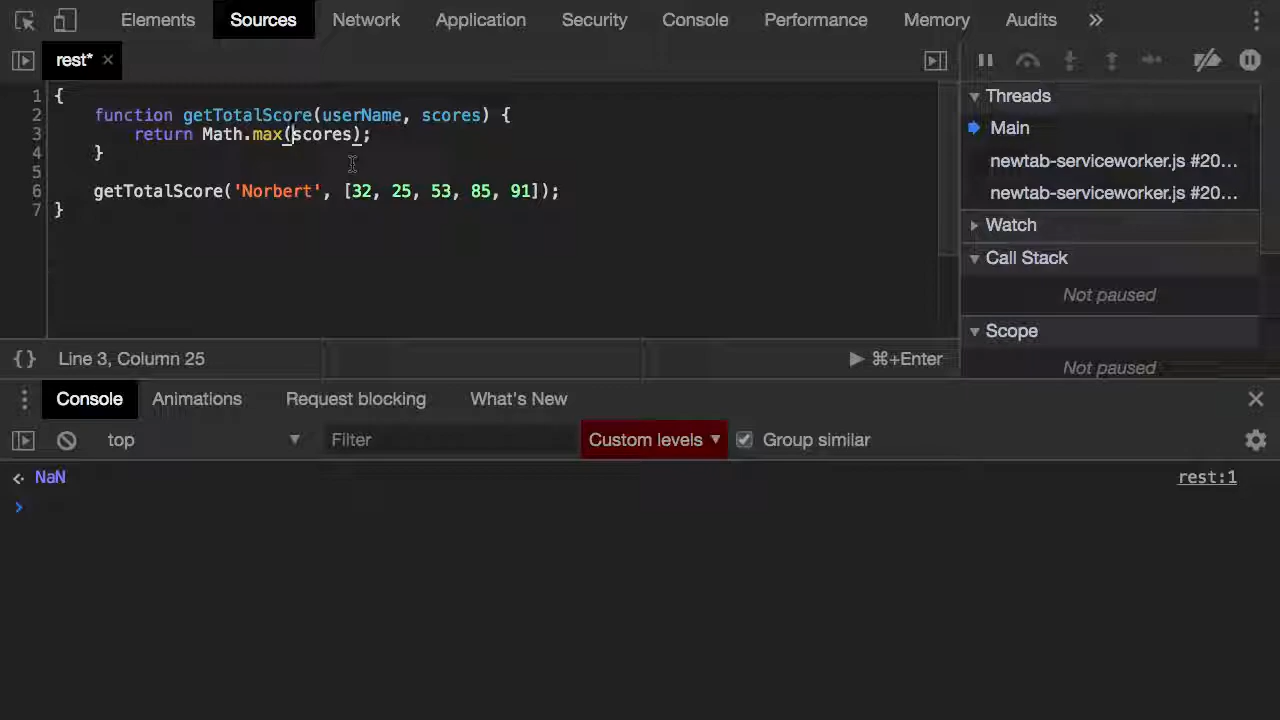 Elements Sources Network Application Security Console Performance Memory Audits »
rest* ×
1 {
2 function getTotalScore(userName, scores) {
3 return Math.max(scores);
4 }
5
6 getTotalScore('Norbert', [32, 25, 53, 85, 91]);
7 }
Threads
Main
newtab-serviceworker.js #20…
newtab-serviceworker.js #20…
Watch
Call Stack
Not paused
Scope
Not paused
{} Line 3, Column 25 ⌘+Enter
Console Animations Request blocking What's New
top Filter Custom levels Group similar
NaN rest:1